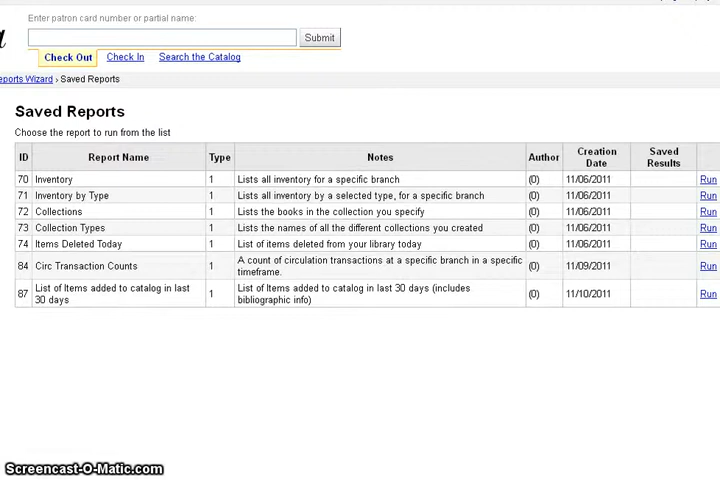 Enter patron card number or partial name:
Submit
Check Out Check In Search the Catalog
eports Wizard › Saved Reports
Saved Reports
Choose the report to run from the list
ID Report Name Type Notes Author Creation Date Saved Results
70 Inventory 1 Lists all inventory for a specific branch (0) 11/06/2011 Run
71 Inventory by Type 1 Lists all inventory by a selected type, for a specific branch (0) 11/06/2011 Run
72 Collections 1 Lists the books in the collection you specify (0) 11/06/2011 Run
73 Collection Types 1 Lists the names of all the different collections you created (0) 11/06/2011 Run
74 Items Deleted Today 1 List of items deleted from your library today (0) 11/06/2011 Run
84 Circ Transaction Counts 1 A count of circulation transactions at a specific branch in a specific timeframe. (0) 11/09/2011 Run
87 List of Items added to catalog in last 30 days 1 List of Items added to catalog in last 30 days (includes bibliographic info) (0) 11/10/2011 Run
Screencast-O-Matic.com